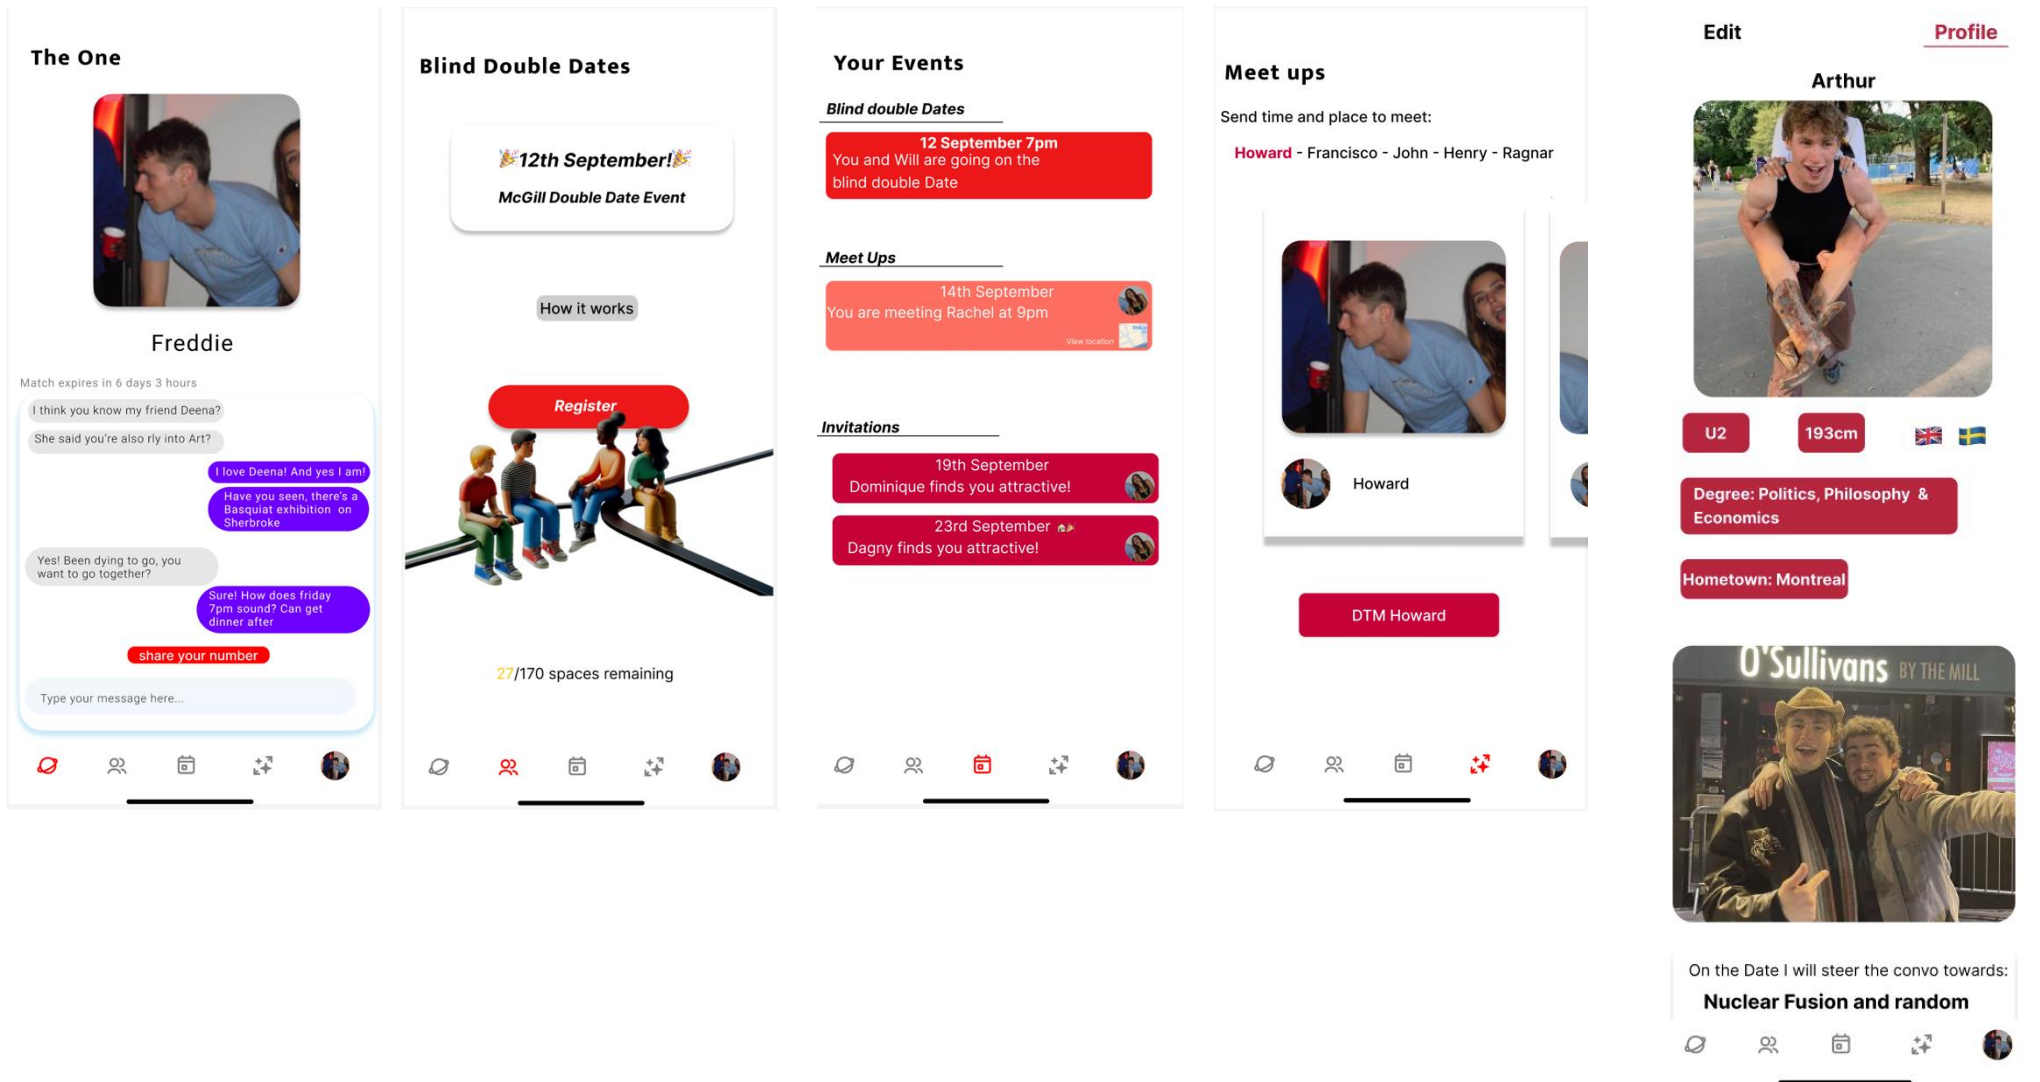 The One
Freddie
Match expires in 6 days 3 hours
I think you know my friend Deena?
She said you're also rly into Art?
I love Deena! And yes I am!
Have you seen, there's a
Basquiat exhibition on
Sherbroke
Yes! Been dying to go, you
want to go together?
Sure! How does friday
7pm sound? Can get
dinner after
share your number
Type your message here...
Blind Double Dates
🎉12th September!🎉
McGill Double Date Event
How it works
Register
27/170 spaces remaining
Your Events
Blind double Dates
12 September 7pm
You and Will are going on the
blind double Date
Meet Ups
14th September
You are meeting Rachel at 9pm
View location
Invitations
19th September
Dominique finds you attractive!
23rd September
Dagny finds you attractive!
Meet ups
Send time and place to meet:
Howard - Francisco - John - Henry - Ragnar
Howard
DTM Howard
Edit
Profile
Arthur
U2
193cm
Degree: Politics, Philosophy &
Economics
Hometown: Montreal
O'Sullivans BY THE MILL
On the Date I will steer the convo towards:
Nuclear Fusion and random